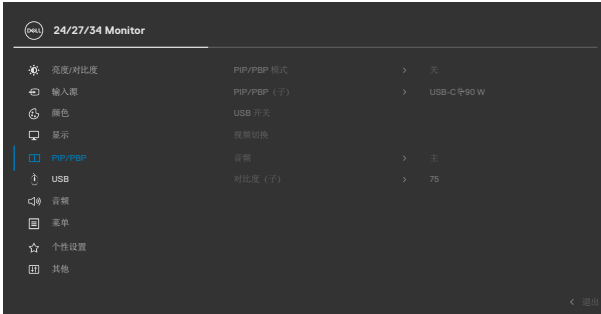 DELL 24/27/34 Monitor
亮度/对比度 PIP/PBP 模式 > 关
输入源 PIP/PBP（子） > USB-C 90 W
颜色 USB 开关
显示 视频切换
PIP/PBP 音频 > 主
USB 对比度（子） > 75
音频
菜单
个性设置
其他
< 退出